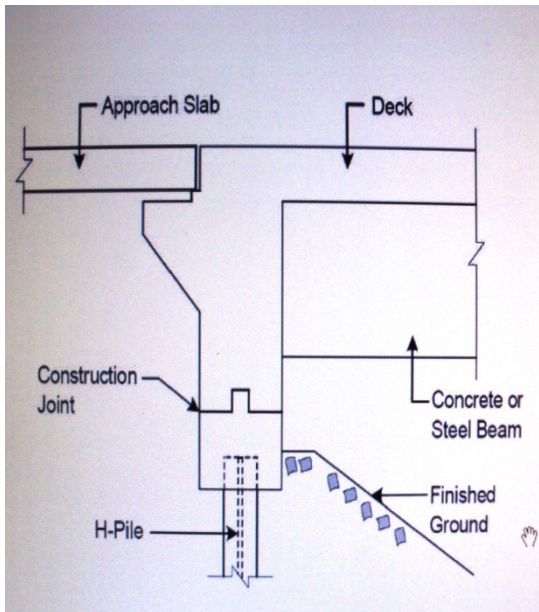 Approach Slab
Deck
Construction
Joint
Concrete or
Steel Beam
Finished
Ground
H-Pile